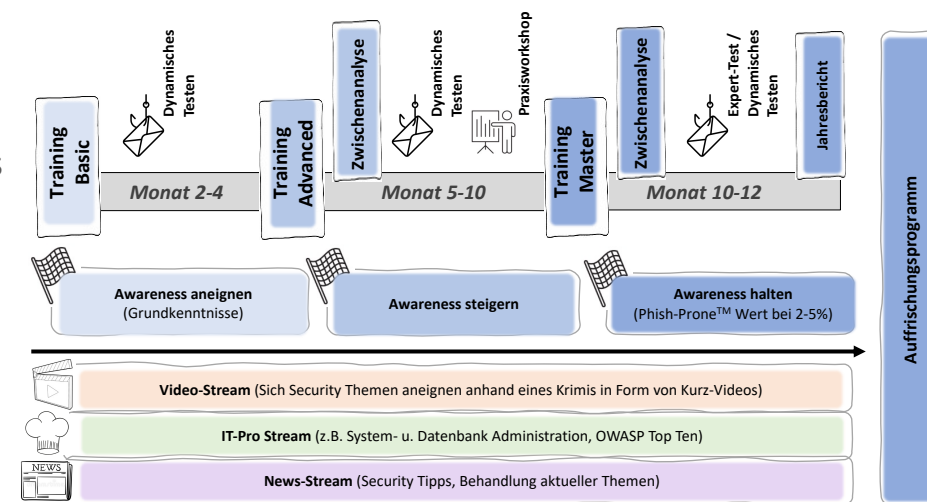 Training
Basic
Dynamisches
Testen
Training
Advanced
Zwischenanalyse
Dynamisches
Testen
Praxisworkshop
Training
Master
Zwischenanalyse
Expert-Test /
Dynamisches
Testen
Jahresbericht
Auffrischungsprogramm
Monat 2-4
Monat 5-10
Monat 10-12
Awareness aneignen
(Grundkenntnisse)
Awareness steigern
Awareness halten
(Phish-Prone™ Wert bei 2-5%)
Video-Stream (Sich Security Themen aneignen anhand eines Krimis in Form von Kurz-Videos)
IT-Pro Stream (z.B. System- u. Datenbank Administration, OWASP Top Ten)
NEWS
News-Stream (Security Tipps, Behandlung aktueller Themen)